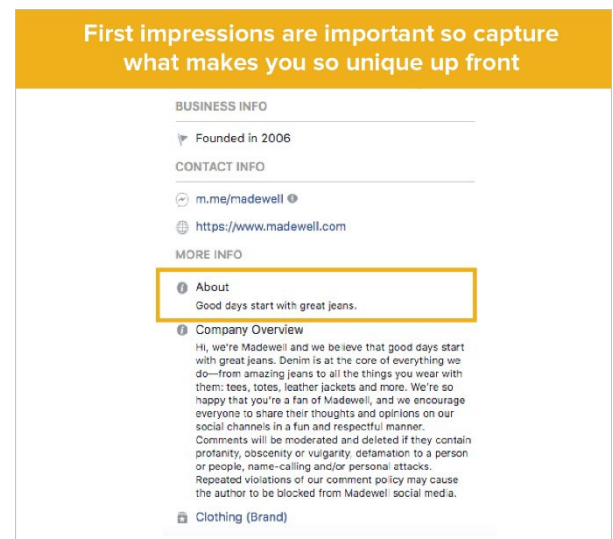 First impressions are important so capture
what makes you so unique up front
BUSINESS INFO
Founded in 2006
CONTACT INFO
m.me/madewell
https://www.madewell.com
MORE INFO
About
Good days start with great jeans.
Company Overview
Hi, we're Madewell and we believe that good days start
with great jeans. Denim is at the core of everything we
do—from amazing jeans to all the things you wear with
them: tees, totes, leather jackets and more. We're so
happy that you're a fan of Madewell, and we encourage
everyone to share their thoughts and opinions on our
social channels in a fun and respectful manner.
Comments will be moderated and deleted if they contain
profanity, obscenity or vulgarity, defamation to a person
or people, name-calling and/or personal attacks.
Repeated violations of our comment policy may cause
the author to be blocked from Madewell social media.
Clothing (Brand)